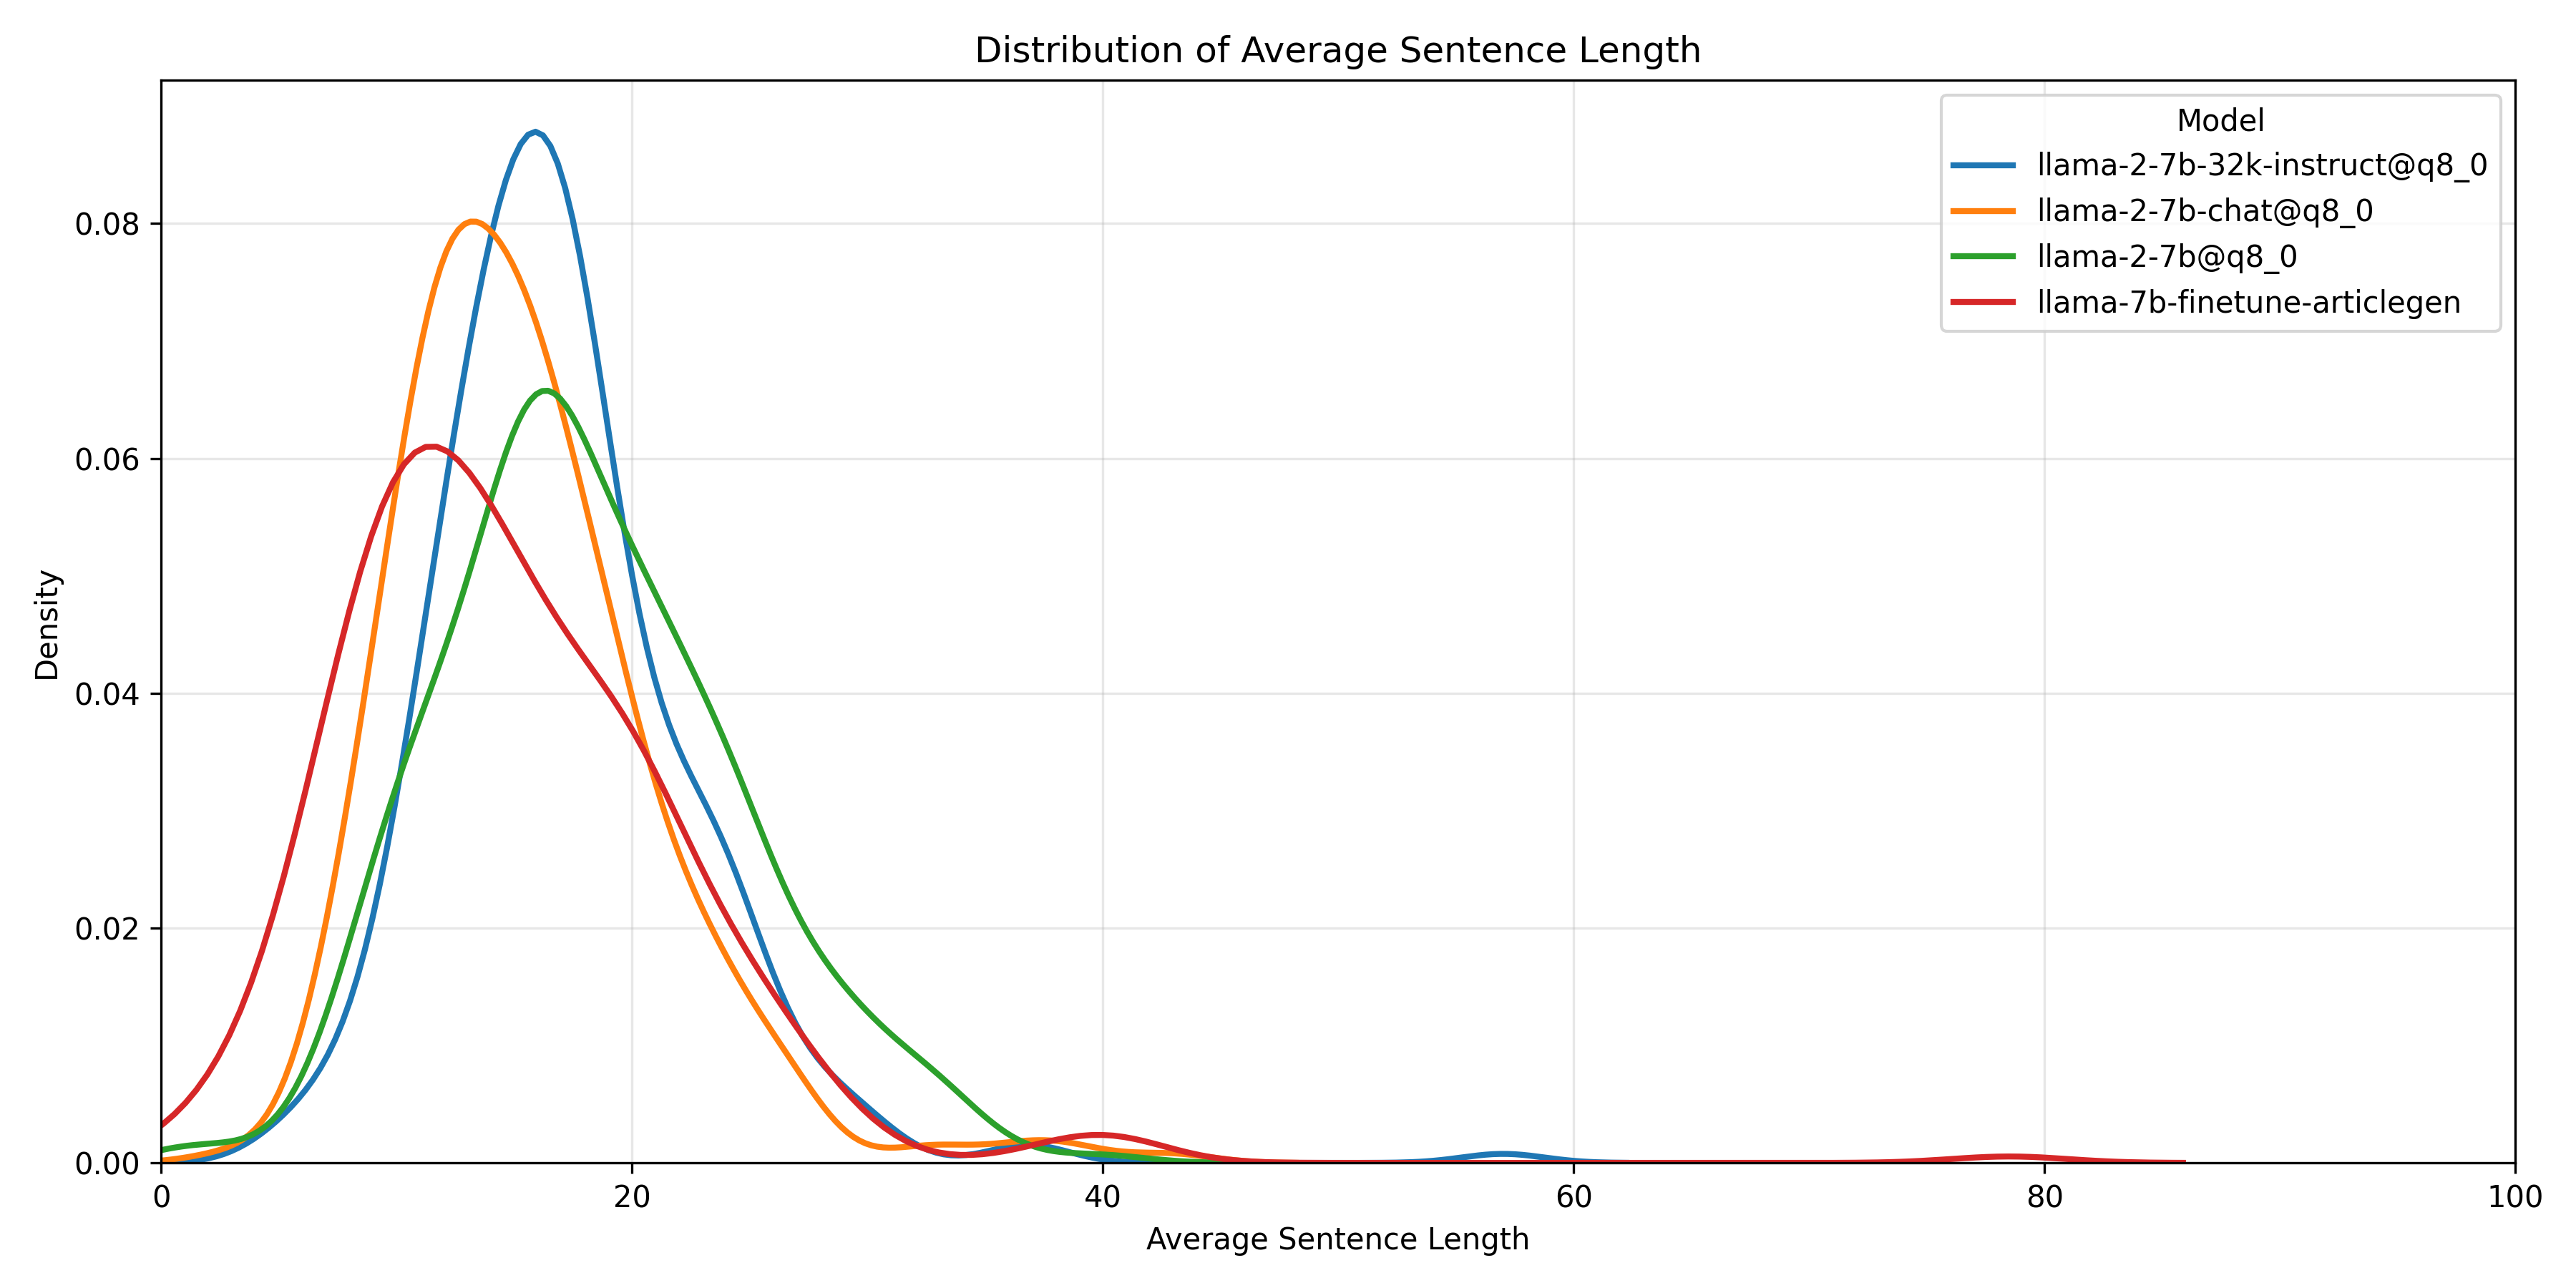 Distribution of Average Sentence Length
Model
llama-2-7b-32k-instruct@q8_0
llama-2-7b-chat@q8_0
llama-2-7b@q8_0
llama-7b-finetune-articlegen
Density
0.08
0.06
0.04
0.02
0.00
0 20 40 60 80 100
Average Sentence Length